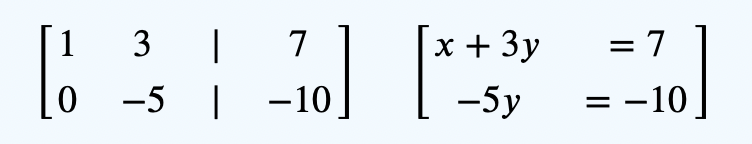 [1 3 | 7] [x + 3y = 7]
[0 −5 | −10] [−5y = −10]